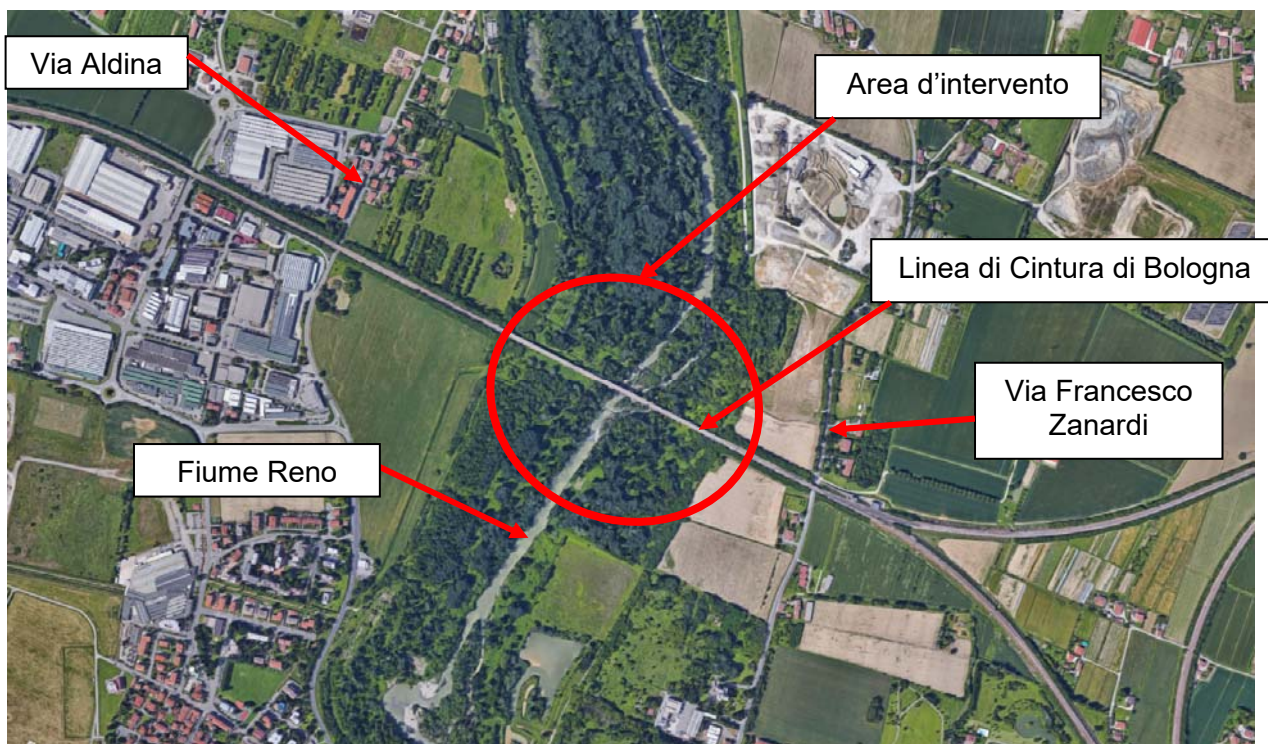 Via Aldina
Area d'intervento
Linea di Cintura di Bologna
Via Francesco
Zanardi
Fiume Reno